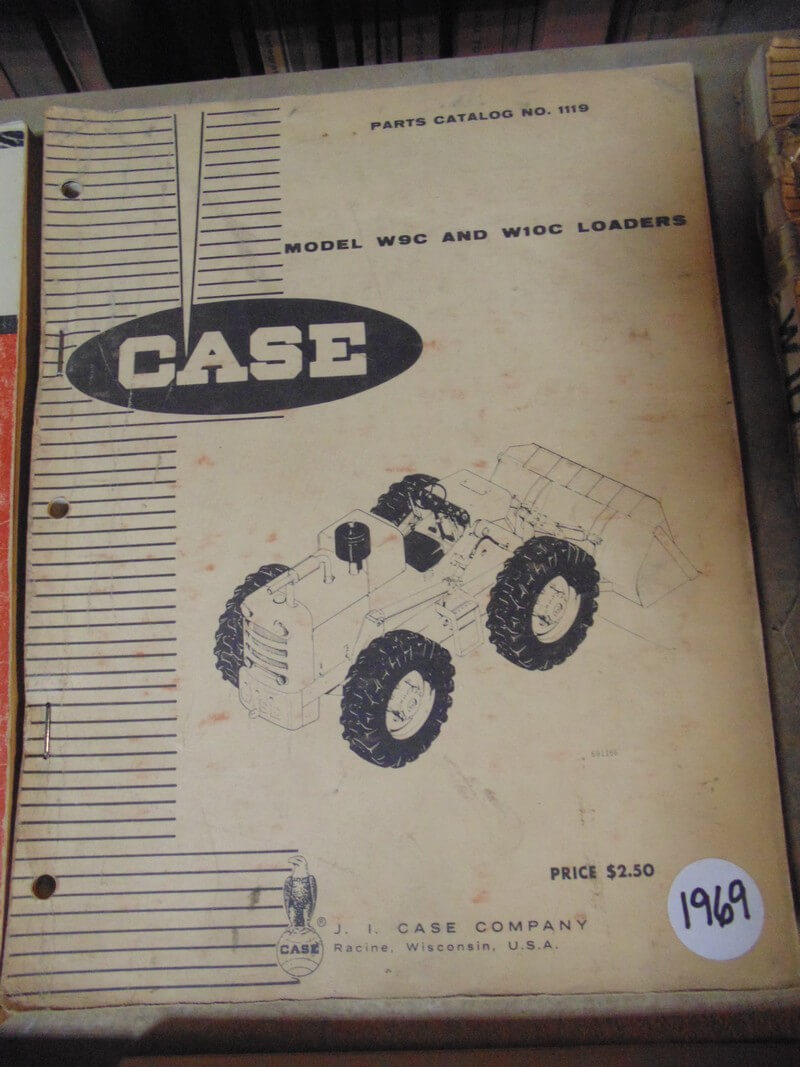 PARTS CATALOG NO. 1119
MODEL W9C AND W10C LOADERS
CASE
691166
PRICE $2.50
1969
CASE
®
J. I. CASE COMPANY
Racine, Wisconsin, U.S.A.